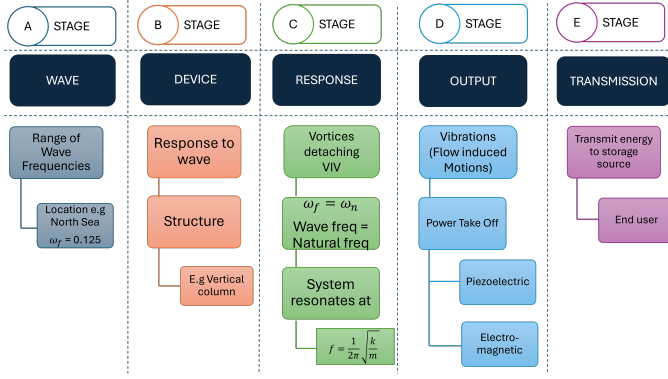 A STAGE
B STAGE
C STAGE
D STAGE
E STAGE
WAVE
DEVICE
RESPONSE
OUTPUT
TRANSMISSION
Range of
Wave
Frequencies
Location e.g
North Sea
ω_f = 0.125
Response to
wave
Structure
E.g Vertical
column
Vortices
detaching
VIV
ω_f = ω_n
Wave freq =
Natural freq
System
resonates at
f = 1/2π √k/m
Vibrations
(Flow induced
Motions)
Power Take Off
Piezoelectric
Electro-
magnetic
Transmit energy
to storage
source
End user